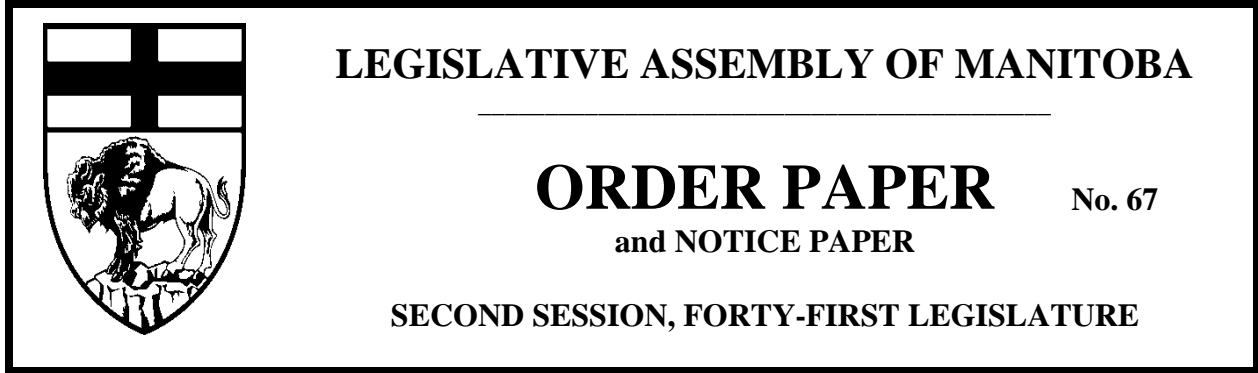 LEGISLATIVE ASSEMBLY OF MANITOBA
ORDER PAPER No. 67
and NOTICE PAPER
SECOND SESSION, FORTY-FIRST LEGISLATURE